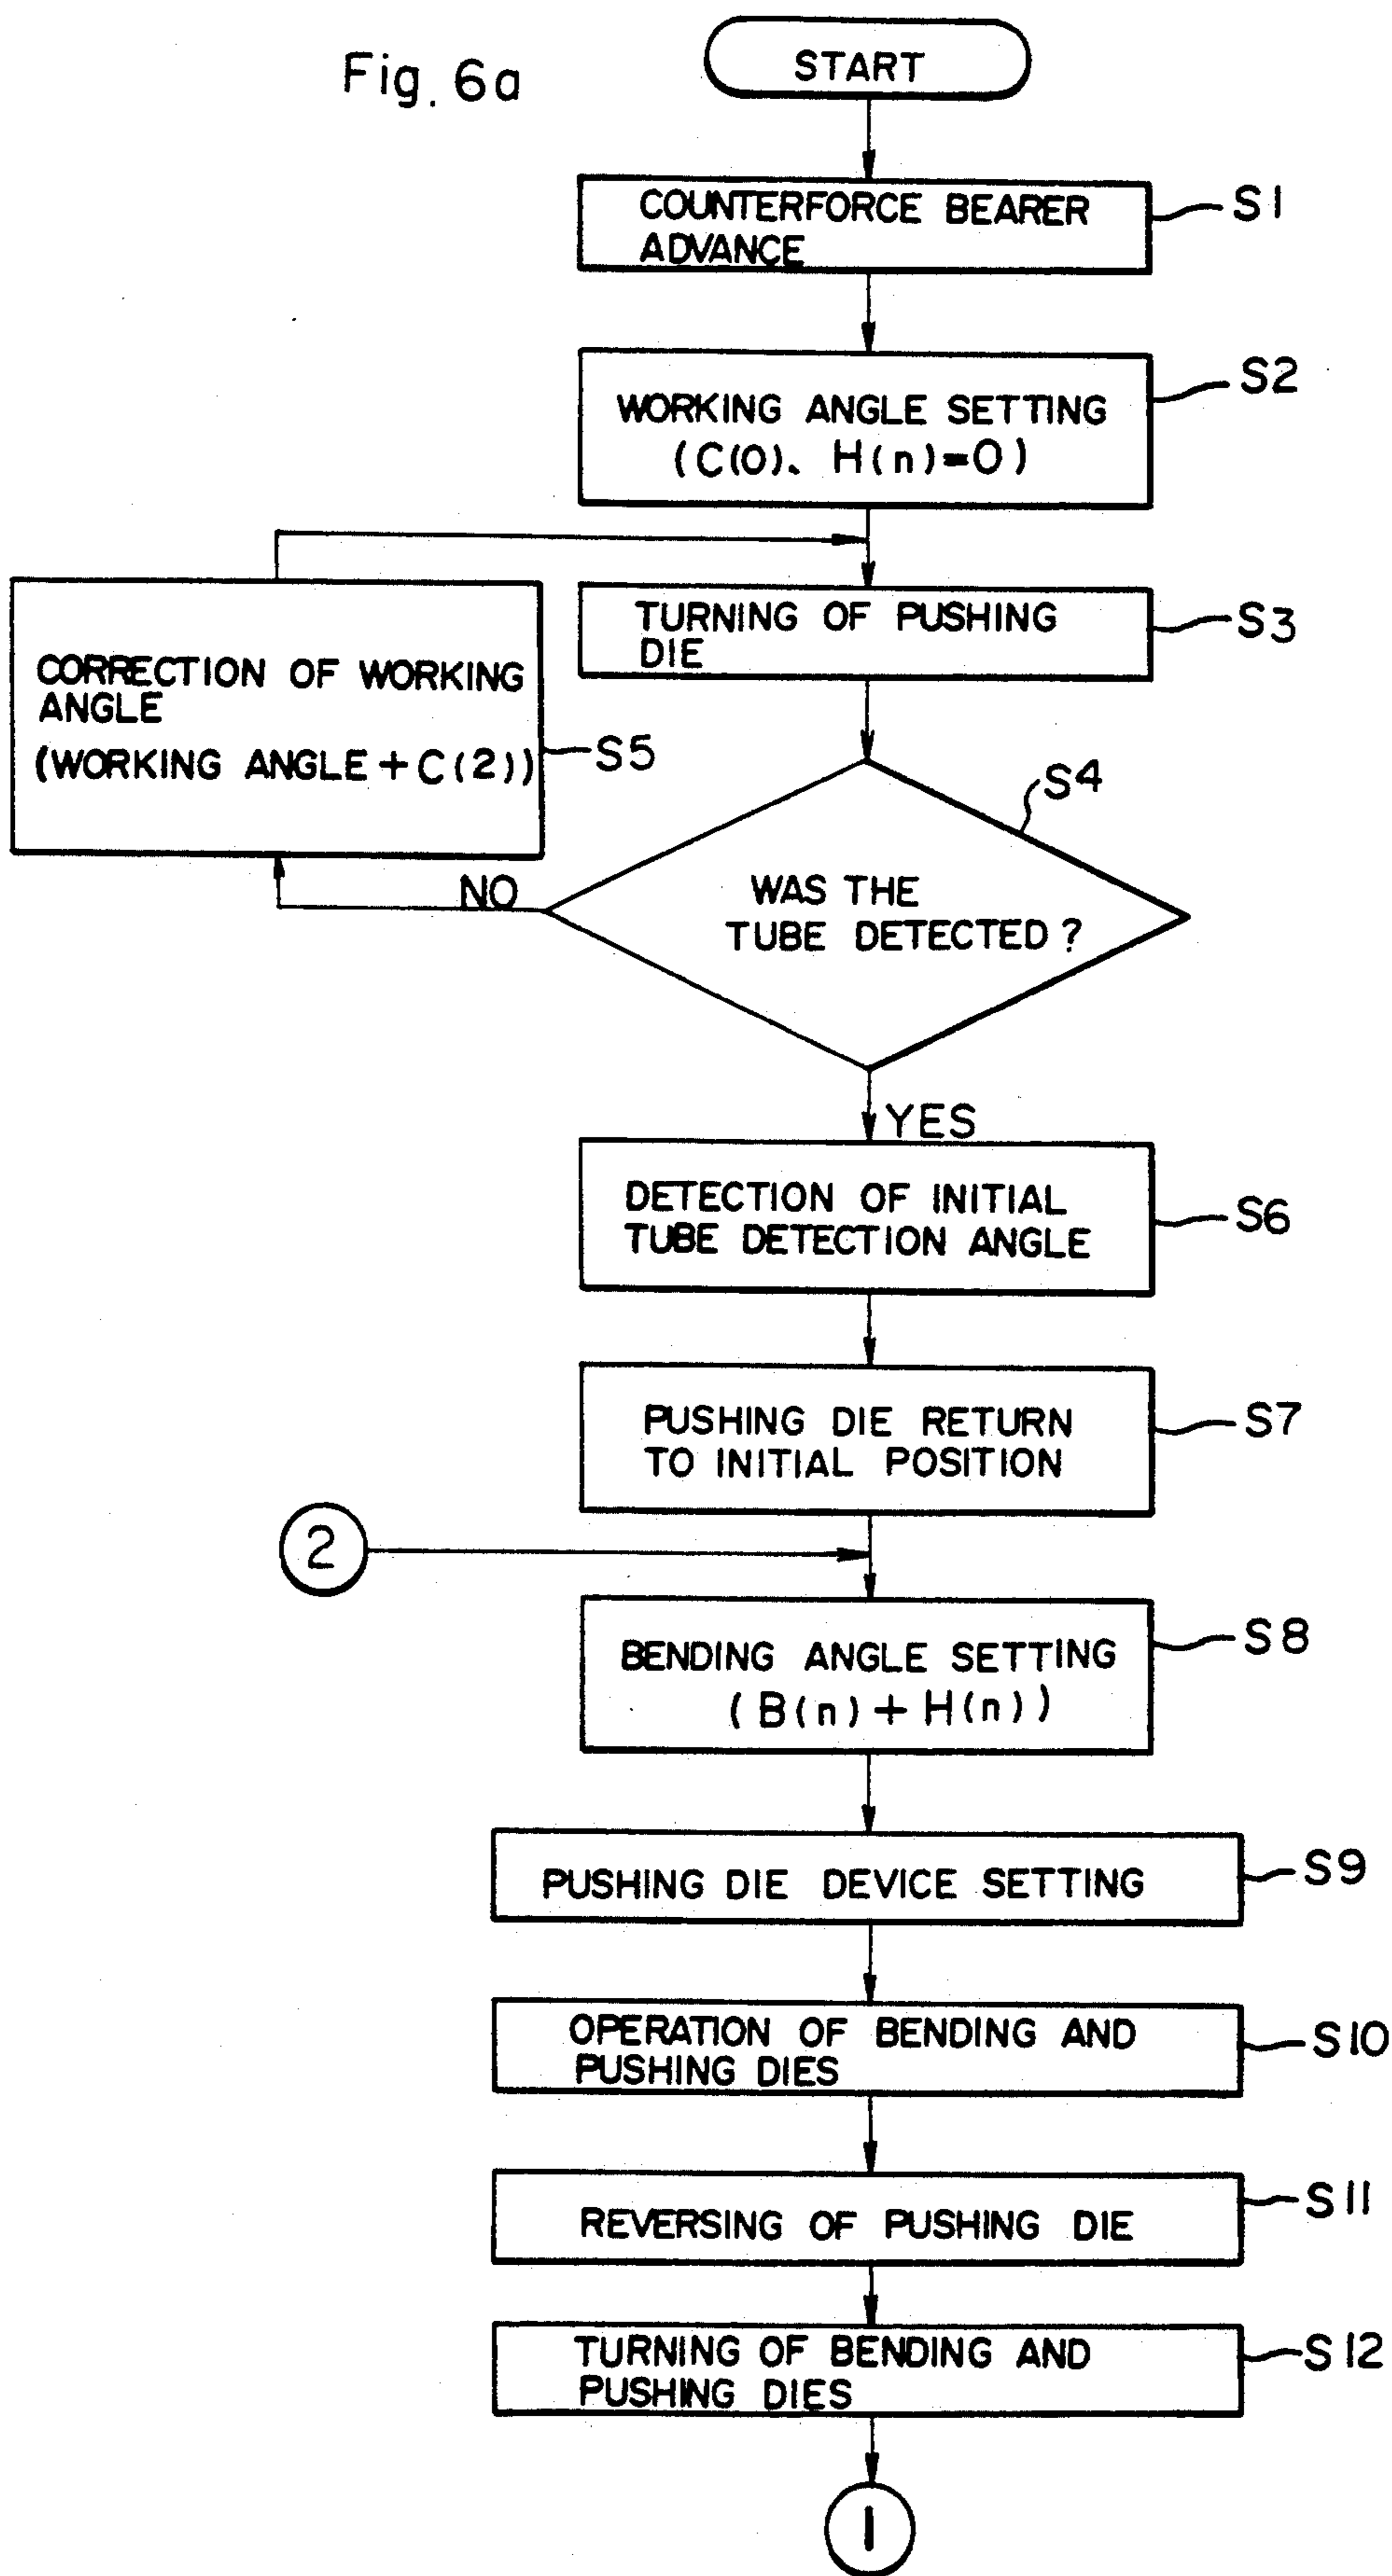 Fig. 6a
START
COUNTERFORCE BEARER
ADVANCE
S1
WORKING ANGLE SETTING
(C(0). H(n)=0)
S2
TURNING OF PUSHING
DIE
S3
CORRECTION OF WORKING
ANGLE
(WORKING ANGLE+C(2))
S5
S4
WAS THE
TUBE DETECTED?
NO
YES
DETECTION OF INITIAL
TUBE DETECTION ANGLE
S6
PUSHING DIE RETURN
TO INITIAL POSITION
S7
2
BENDING ANGLE SETTING
(B(n)+H(n))
S8
PUSHING DIE DEVICE SETTING
S9
OPERATION OF BENDING AND
PUSHING DIES
S10
REVERSING OF PUSHING DIE
S11
TURNING OF BENDING AND
PUSHING DIES
S12
1